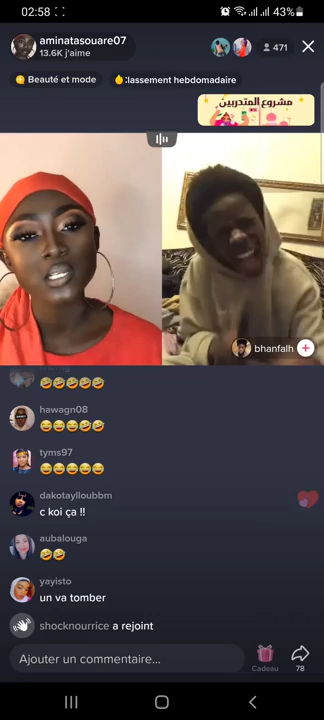 02:58
43%
aminatasouare07
13.6K j'aime
471
Beauté et mode
:lassement hebdomadaire
مشروع المتدربين
bhanfalh
🤣🤣🤣🤣🤣
hawagn08
😂😂😂🤣🤣
tyms97
😂😂😂😂😂
dakotaylloubbm
c koi ça !!
aubalouga
🤣🤣
yayisto
un va tomber
shocknourrice a rejoint
Ajouter un commentaire...
Cadeau
78